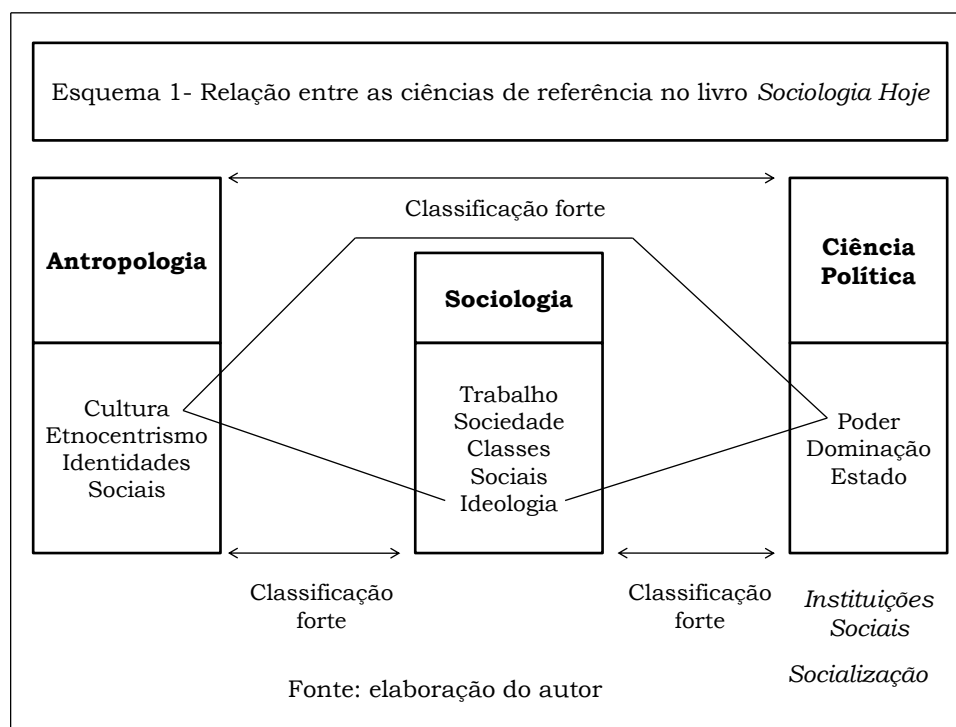 Esquema 1- Relação entre as ciências de referência no livro Sociologia Hoje
Classificação forte
Antropologia
Cultura
Etnocentrismo
Identidades
Sociais
Sociologia
Trabalho
Sociedade
Classes
Sociais
Ideologia
Ciência
Política
Poder
Dominação
Estado
Classificação
forte
Classificação
forte
Instituições
Sociais
Socialização
Fonte: elaboração do autor